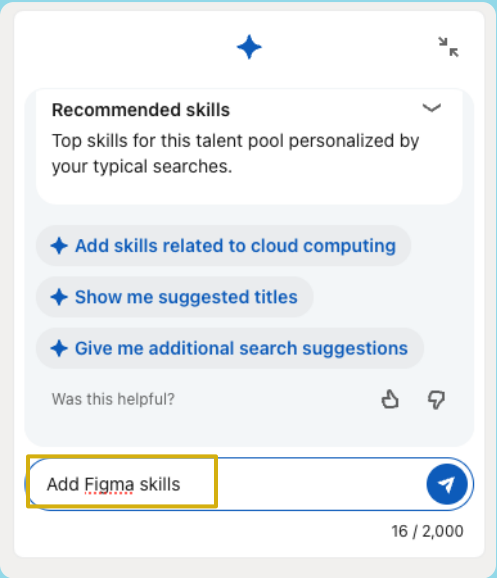 Recommended skills
Top skills for this talent pool personalized by
your typical searches.
Add skills related to cloud computing
Show me suggested titles
Give me additional search suggestions
Was this helpful?
Add Figma skills
16 / 2,000